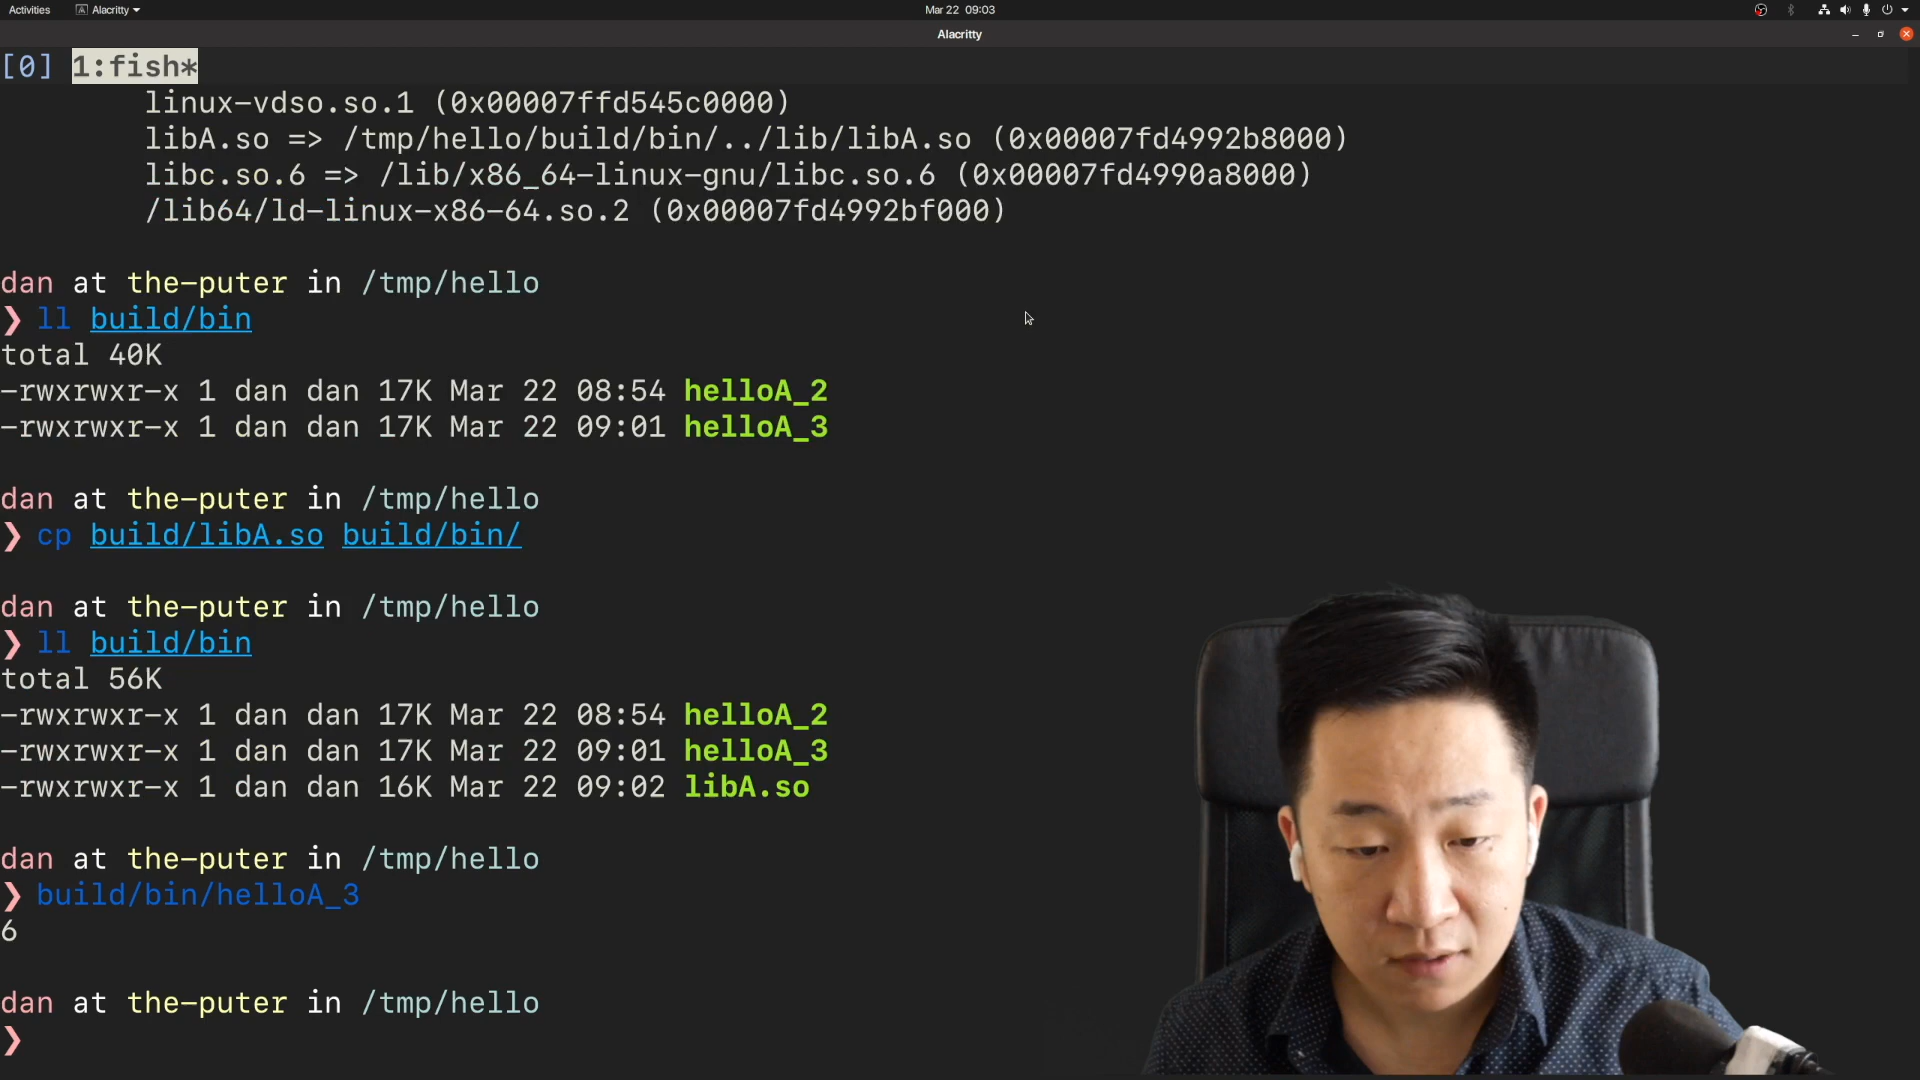 Activities Alacritty Mar 22 09:03
Alacritty
[0] 1:fish*
linux-vdso.so.1 (0x00007ffd545c0000)
libA.so => /tmp/hello/build/bin/../lib/libA.so (0x00007fd4992b8000)
libc.so.6 => /lib/x86_64-linux-gnu/libc.so.6 (0x00007fd4990a8000)
/lib64/ld-linux-x86-64.so.2 (0x00007fd4992bf000)
dan at the-puter in /tmp/hello
❯ ll build/bin
total 40K
-rwxrwxr-x 1 dan dan 17K Mar 22 08:54 helloA_2
-rwxrwxr-x 1 dan dan 17K Mar 22 09:01 helloA_3
dan at the-puter in /tmp/hello
❯ cp build/libA.so build/bin/
dan at the-puter in /tmp/hello
❯ ll build/bin
total 56K
-rwxrwxr-x 1 dan dan 17K Mar 22 08:54 helloA_2
-rwxrwxr-x 1 dan dan 17K Mar 22 09:01 helloA_3
-rwxrwxr-x 1 dan dan 16K Mar 22 09:02 libA.so
dan at the-puter in /tmp/hello
❯ build/bin/helloA_3
6
dan at the-puter in /tmp/hello
❯